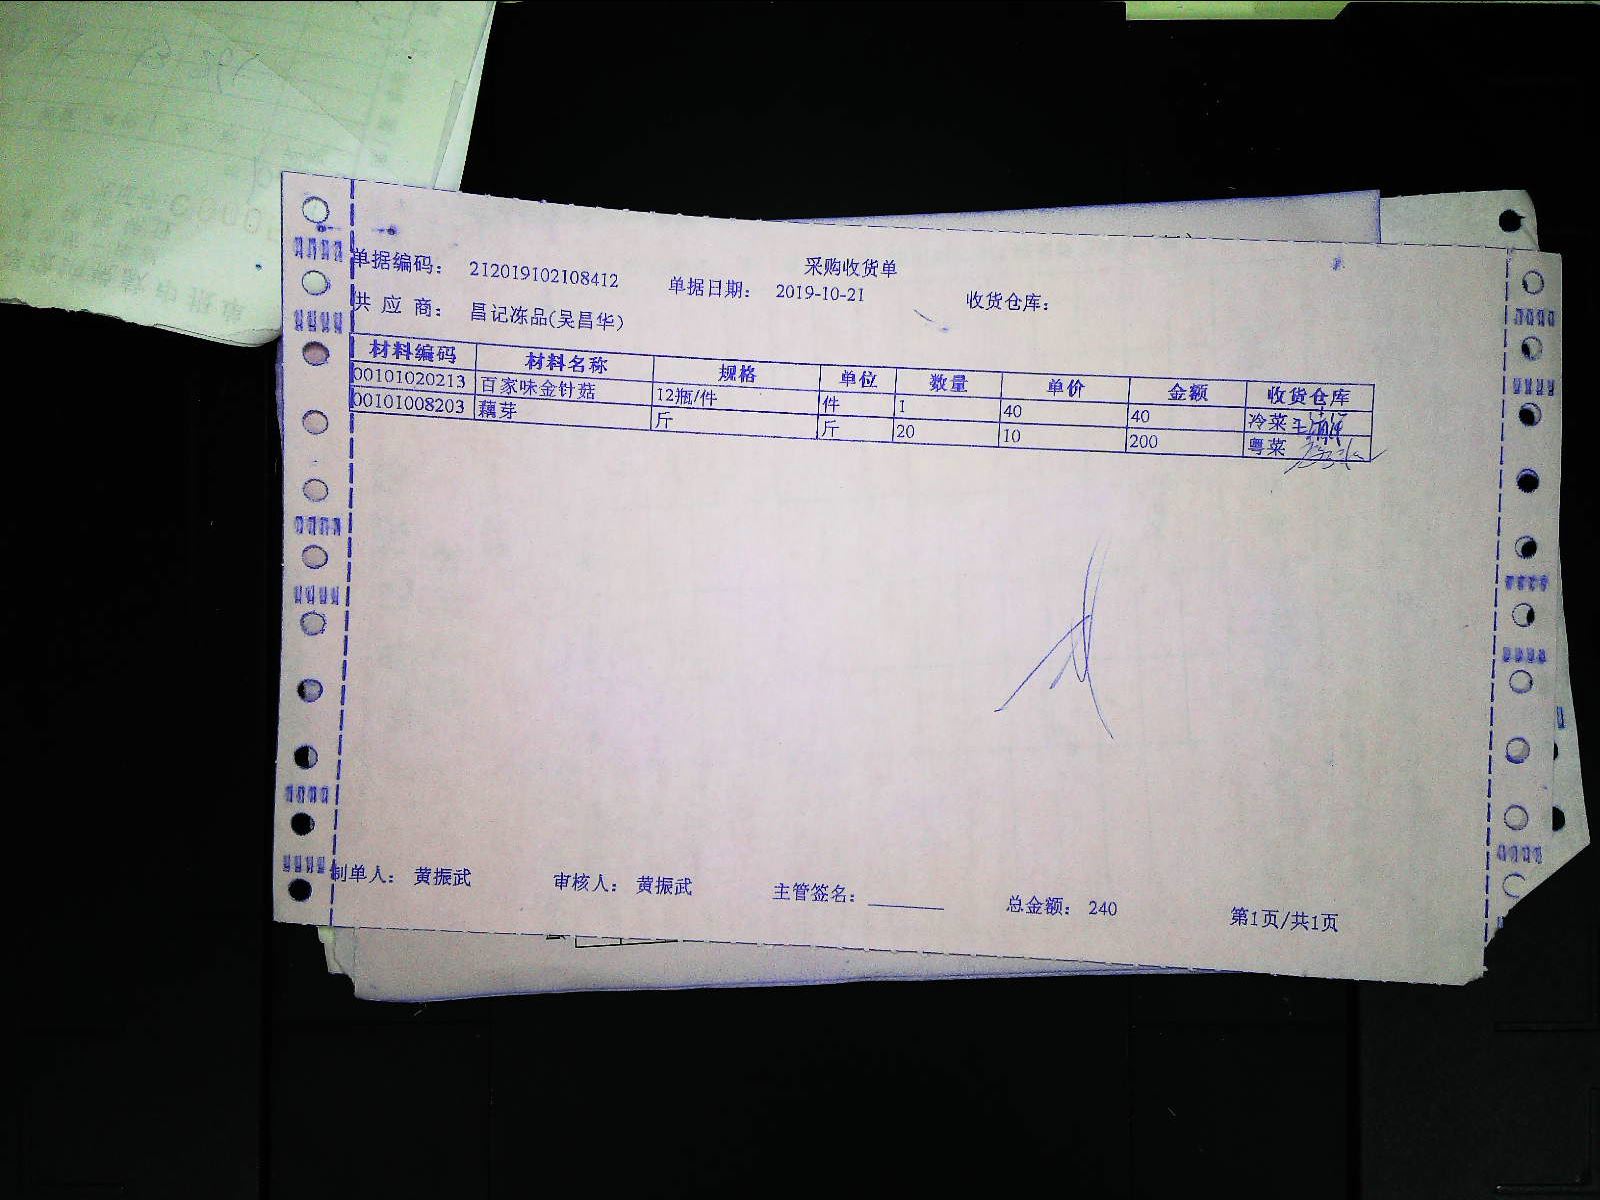 采购收货单
单据编码： 212019102108412 单据日期： 2019-10-21 收货仓库：
供 应 商： 昌记冻品(吴昌华)
材料编码 材料名称 规格 单位 数量 单价 金额 收货仓库
00101020213 百家味金针菇 12瓶/件 件 1 40 40 冷菜
00101008203 藕芽 斤 斤 20 10 200 粤菜
制单人： 黄振武 审核人： 黄振武 主管签名： 总金额： 240 第1页/共1页